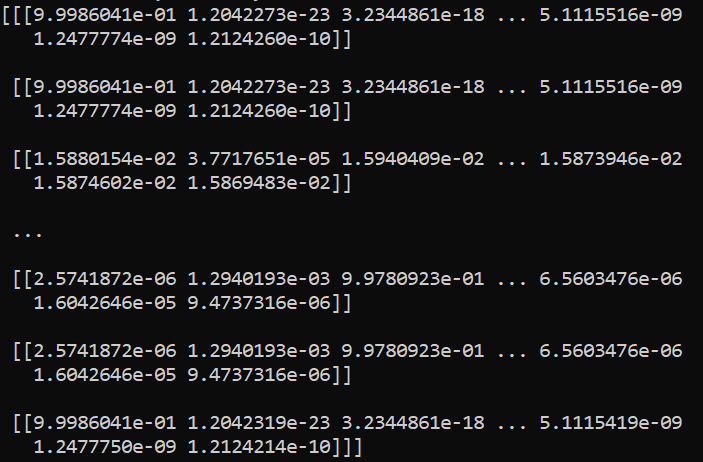 [[[9.9986041e-01 1.2042273e-23 3.2344861e-18 ... 5.1115516e-09
1.2477774e-09 1.2124260e-10]]
[[9.9986041e-01 1.2042273e-23 3.2344861e-18 ... 5.1115516e-09
1.2477774e-09 1.2124260e-10]]
[[1.5880154e-02 3.7717651e-05 1.5940409e-02 ... 1.5873946e-02
1.5874602e-02 1.5869483e-02]]
...
[[2.5741872e-06 1.2940193e-03 9.9780923e-01 ... 6.5603476e-06
1.6042646e-05 9.4737316e-06]]
[[2.5741872e-06 1.2940193e-03 9.9780923e-01 ... 6.5603476e-06
1.6042646e-05 9.4737316e-06]]
[[9.9986041e-01 1.2042319e-23 3.2344861e-18 ... 5.1115419e-09
1.2477750e-09 1.2124214e-10]]]